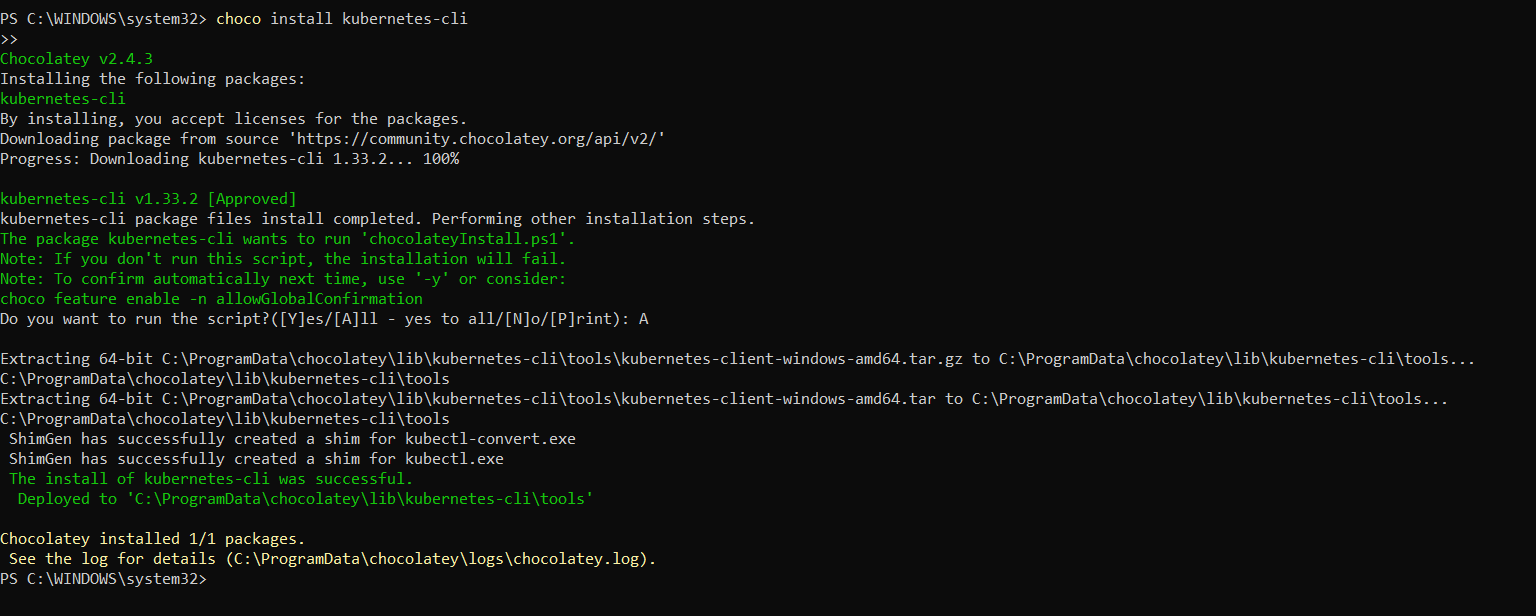 PS C:\WINDOWS\system32> choco install kubernetes-cli
>>
Chocolatey v2.4.3
Installing the following packages:
kubernetes-cli
By installing, you accept licenses for the packages.
Downloading package from source 'https://community.chocolatey.org/api/v2/'
Progress: Downloading kubernetes-cli 1.33.2... 100%

kubernetes-cli v1.33.2 [Approved]
kubernetes-cli package files install completed. Performing other installation steps.
The package kubernetes-cli wants to run 'chocolateyInstall.ps1'.
Note: If you don't run this script, the installation will fail.
Note: To confirm automatically next time, use '-y' or consider:
choco feature enable -n allowGlobalConfirmation
Do you want to run the script?([Y]es/[A]ll - yes to all/[N]o/[P]rint): A

Extracting 64-bit C:\ProgramData\chocolatey\lib\kubernetes-cli\tools\kubernetes-client-windows-amd64.tar.gz to C:\ProgramData\chocolatey\lib\kubernetes-cli\tools...
C:\ProgramData\chocolatey\lib\kubernetes-cli\tools
Extracting 64-bit C:\ProgramData\chocolatey\lib\kubernetes-cli\tools\kubernetes-client-windows-amd64.tar to C:\ProgramData\chocolatey\lib\kubernetes-cli\tools...
C:\ProgramData\chocolatey\lib\kubernetes-cli\tools
 ShimGen has successfully created a shim for kubectl-convert.exe
 ShimGen has successfully created a shim for kubectl.exe
 The install of kubernetes-cli was successful.
  Deployed to 'C:\ProgramData\chocolatey\lib\kubernetes-cli\tools'

Chocolatey installed 1/1 packages.
 See the log for details (C:\ProgramData\chocolatey\logs\chocolatey.log).
PS C:\WINDOWS\system32>